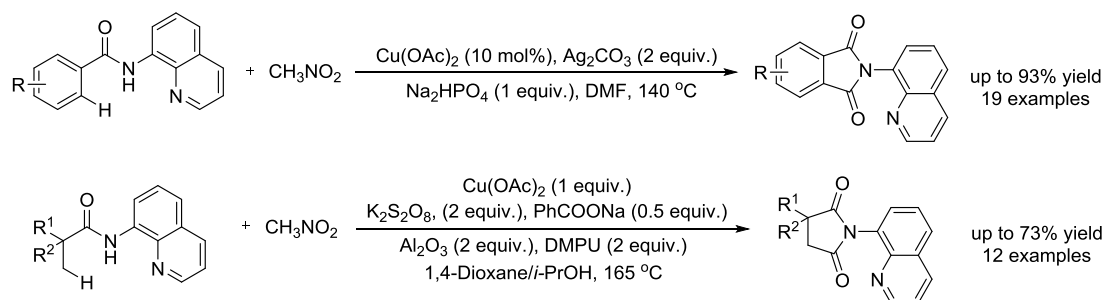 O
R
N
H
H
N
+ CH₃NO₂
Cu(OAc)₂ (10 mol%), Ag₂CO₃ (2 equiv.)
Na₂HPO₄ (1 equiv.), DMF, 140 ºC
R
O
N
O
N
up to 93% yield
19 examples
O
R¹
R²
N
H
H
N
+ CH₃NO₂
Cu(OAc)₂ (1 equiv.)
K₂S₂O₈, (2 equiv.), PhCOONa (0.5 equiv.)
Al₂O₃ (2 equiv.), DMPU (2 equiv.)
1,4-Dioxane/i-PrOH, 165 ºC
R¹
R²
O
N
O
N
up to 73% yield
12 examples